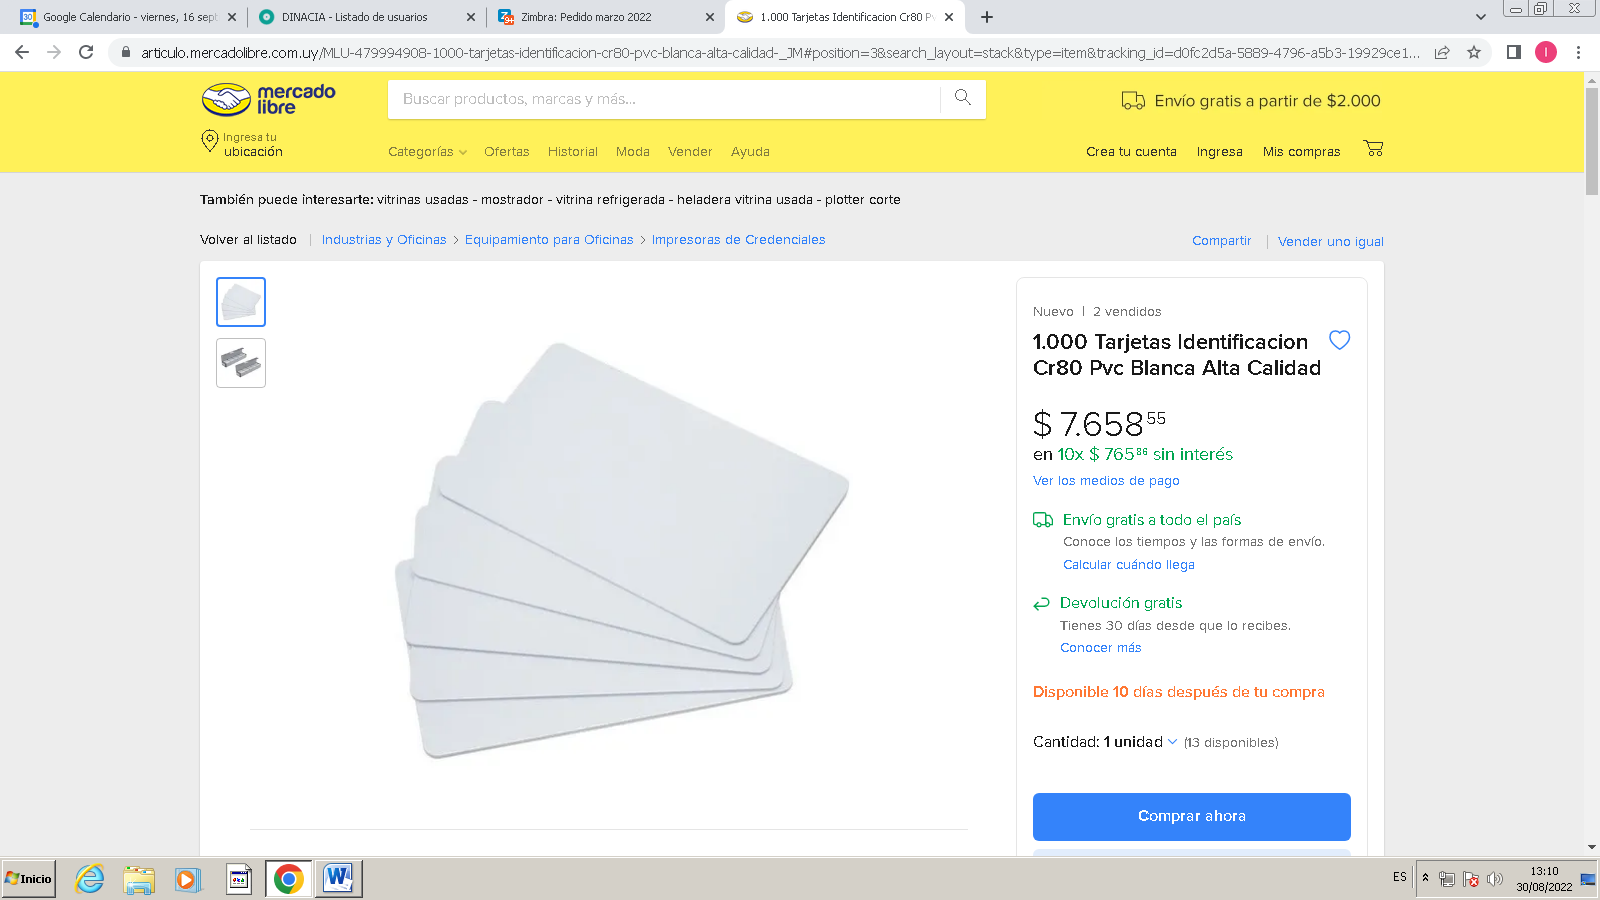 Google Calendario - viernes, 16 sept
DINACIA - Listado de usuarios
Zimbra: Pedido marzo 2022
1.000 Tarjetas Identificacion Cr80 Pv
articulo.mercadolibre.com.uy/MLU-479994908-1000-tarjetas-identificacion-cr80-pvc-blanca-alta-calidad-_JM#position=3&search_layout=stack&type=item&tracking_id=d0fc2d5a-5889-4796-a5b3-19929ce1...
I
mercado
libre
Buscar productos, marcas y más...
Envío gratis a partir de $2.000
Ingresa tu
ubicación
Categorías Ofertas Historial Moda Vender Ayuda
Crea tu cuenta Ingresa Mis compras
También puede interesarte: vitrinas usadas - mostrador - vitrina refrigerada - heladera vitrina usada - plotter corte
Volver al listado | Industrias y Oficinas > Equipamiento para Oficinas > Impresoras de Credenciales
Compartir | Vender uno igual
Nuevo | 2 vendidos
1.000 Tarjetas Identificacion
Cr80 Pvc Blanca Alta Calidad
$ 7.658 55
en 10x $ 765 86 sin interés
Ver los medios de pago
Envío gratis a todo el país
Conoce los tiempos y las formas de envío.
Calcular cuándo llega
Devolución gratis
Tienes 30 días desde que lo recibes.
Conocer más
Disponible 10 días después de tu compra
Cantidad: 1 unidad (13 disponibles)
Comprar ahora
Inicio
ES
13:10
30/08/2022